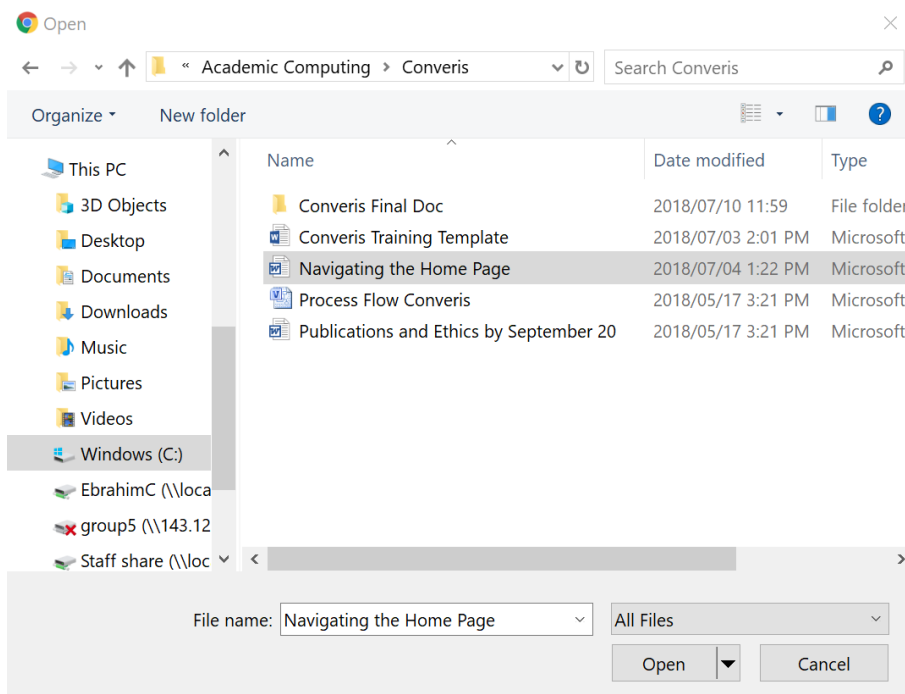 Open
« Academic Computing > Converis
Search Converis
Organize
New folder
?
Name Date modified Type
This PC
3D Objects
Desktop
Documents
Downloads
Music
Pictures
Videos
Windows (C:)
EbrahimC (\\loca
group5 (\\143.12
Staff share (\\loc
Converis Final Doc 2018/07/10 11:59 File folder
Converis Training Template 2018/07/03 2:01 PM Microsoft
Navigating the Home Page 2018/07/04 1:22 PM Microsoft
Process Flow Converis 2018/05/17 3:21 PM Microsoft
Publications and Ethics by September 20 2018/05/17 3:21 PM Microsoft
File name: Navigating the Home Page All Files
Open Cancel